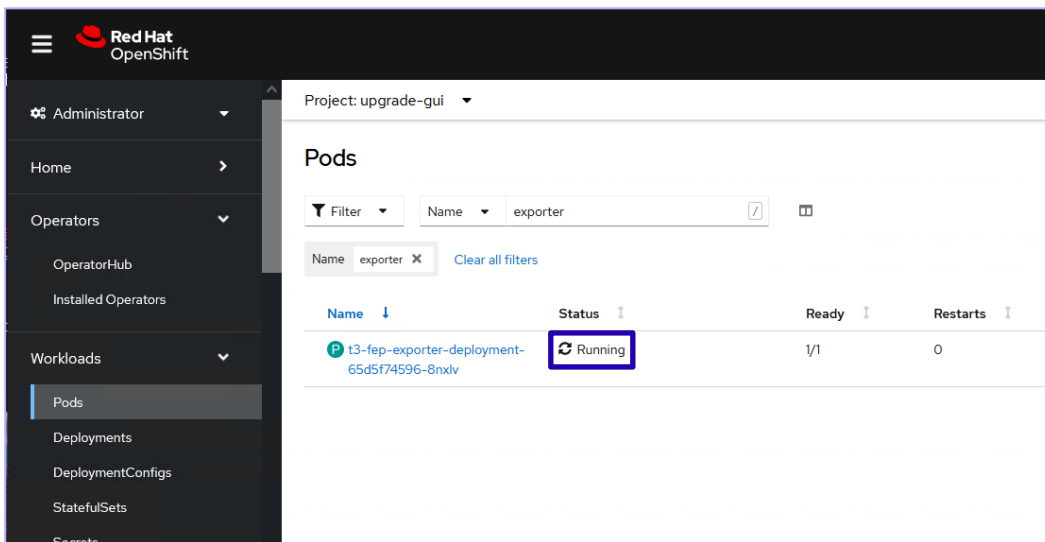 Red Hat
OpenShift
Administrator
Home
Operators
OperatorHub
Installed Operators
Workloads
Pods
Deployments
DeploymentConfigs
StatefulSets
Secrets
Project: upgrade-gui
Pods
Filter Name exporter /
Name exporter Clear all filters
Name Status Ready Restarts
P t3-fep-exporter-deployment- Running 1/1 0
65d5f74596-8nxlv